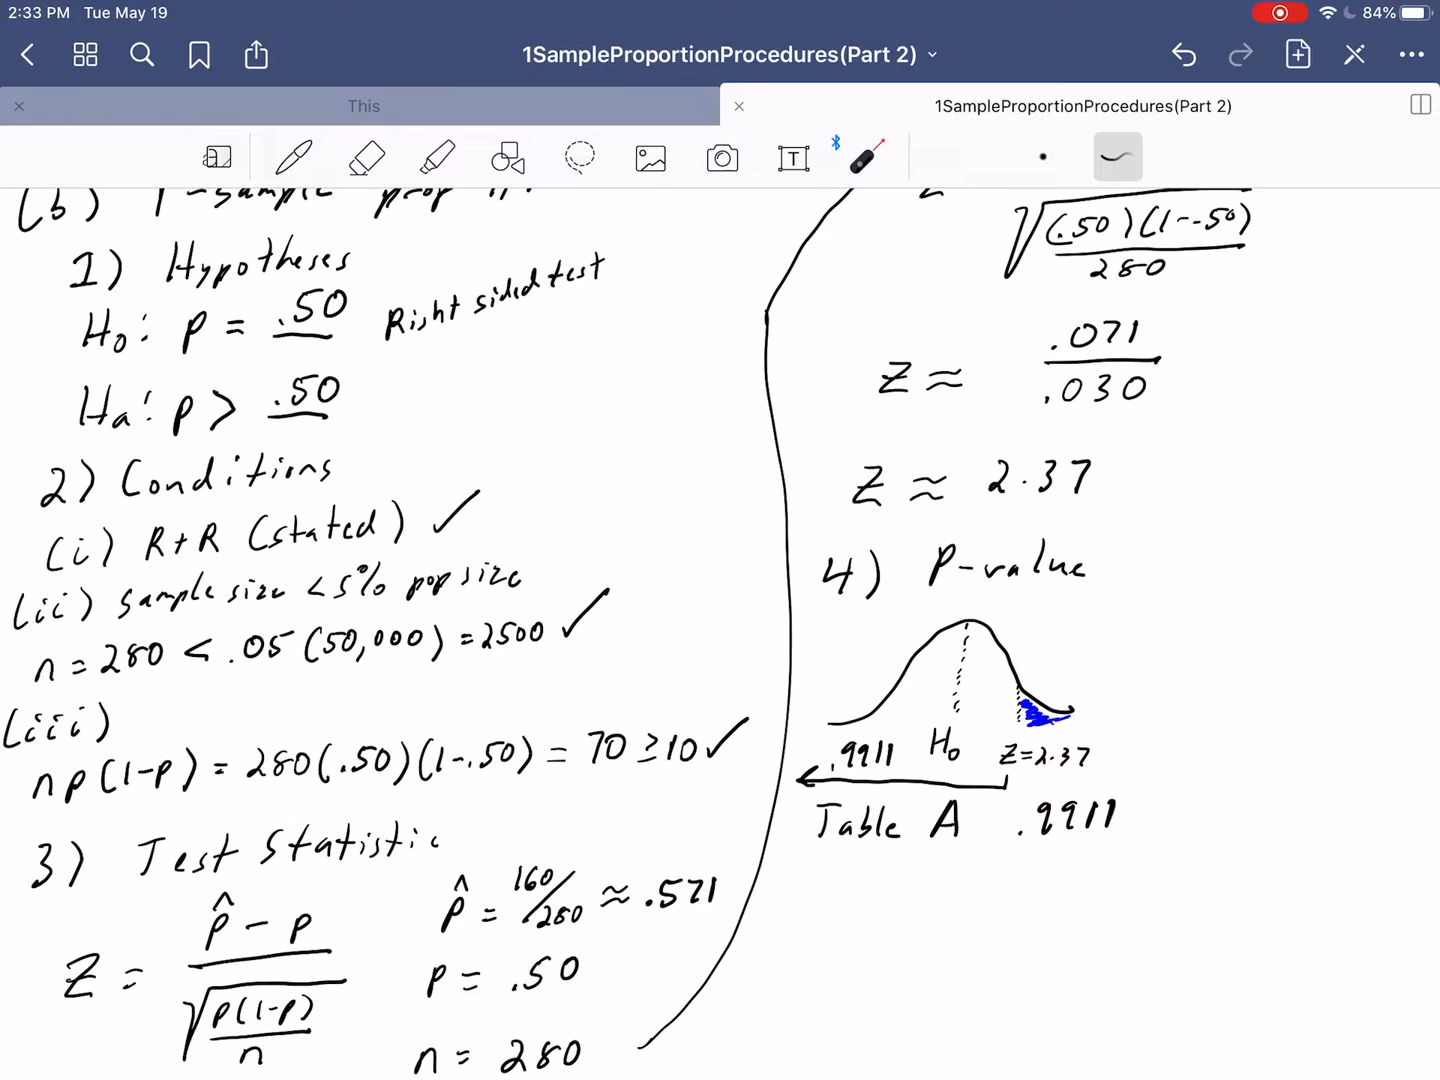 2:33 PM Tue May 19
84%
1SampleProportionProcedures(Part 2)
This
1SampleProportionProcedures(Part 2)
(b) 1-sample prop
1) Hypotheses
H₀: p = .50 Right sided test
Ha: p > .50
2) Conditions
(i) R+R (stated) ✓
(ii) sample size < 5% pop size
n = 280 < .05 (50,000) = 2500 ✓
(iii)
np(1-p) = 280(.50)(1-.50) = 70 ≥ 10 ✓
3) Test Statistic
Z = p̂ - p / √(p(1-p)/n)
p̂ = 160/280 ≈ .571
p = .50
n = 280
√((.50)(1-.50)/280)
Z ≈ .071/.030
Z ≈ 2.37
4) P-value
.9911 H₀ Z=2.37
Table A .9911